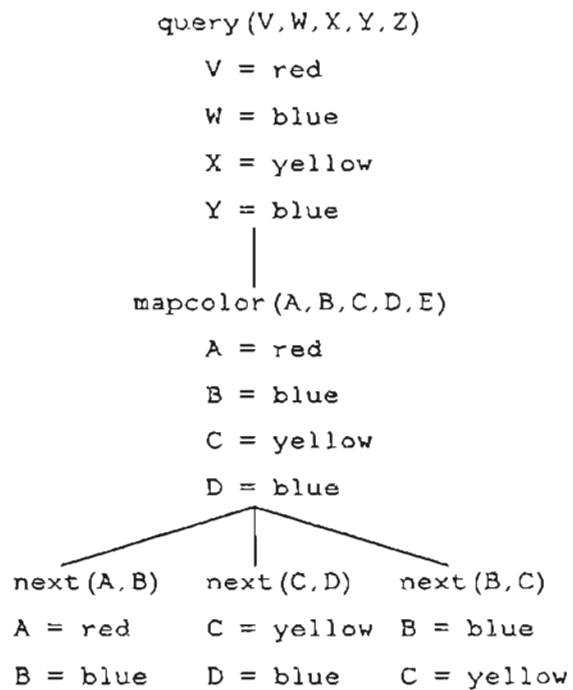 query(V,W,X,Y,Z)
V = red
W = blue
X = yellow
Y = blue
mapcolor(A,B,C,D,E)
A = red
B = blue
C = yellow
D = blue
next(A,B) next(C,D) next(B,C)
A = red C = yellow B = blue
B = blue D = blue C = yellow